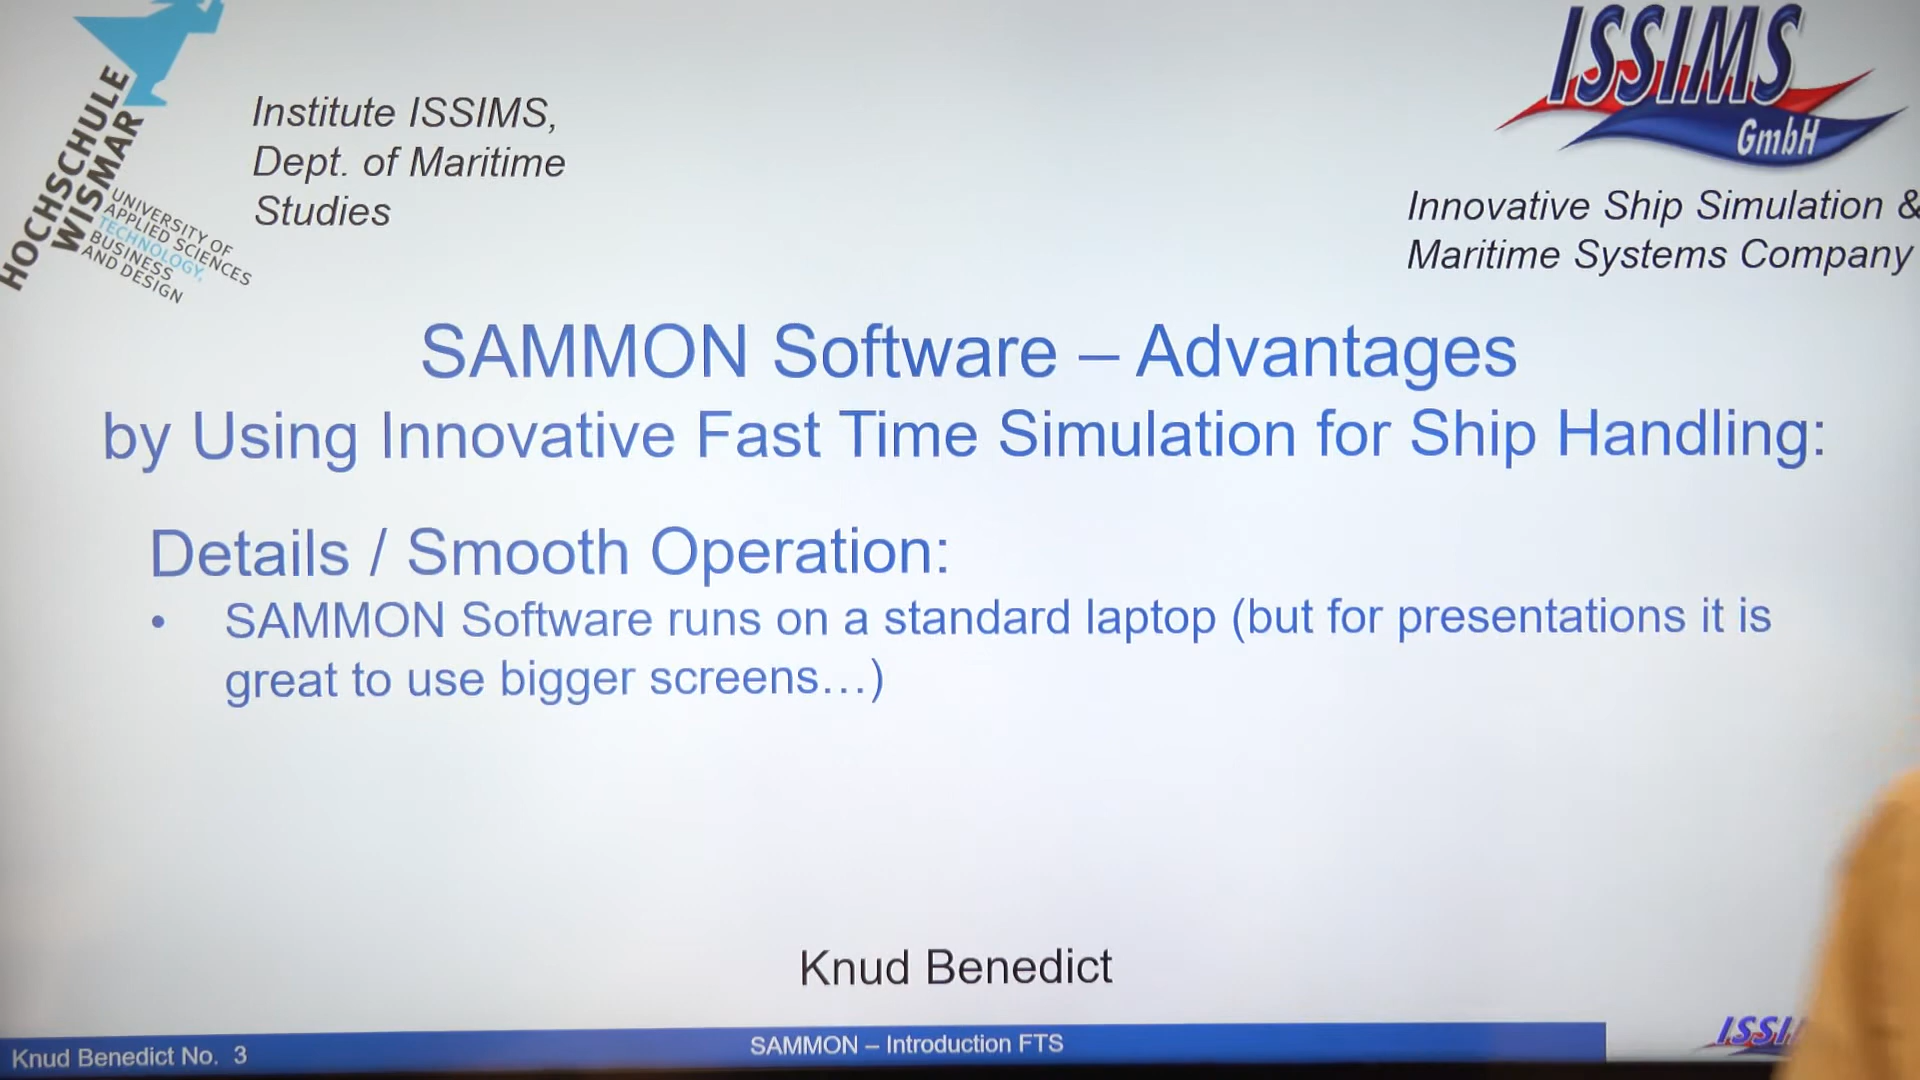 HOCHSCHULE
WISMAR
UNIVERSITY OF
APPLIED SCIENCES
TECHNOLOGY,
BUSINESS
AND DESIGN
Institute ISSIMS,
Dept. of Maritime
Studies
ISSIMS
GmbH
Innovative Ship Simulation &
Maritime Systems Company
SAMMON Software – Advantages
by Using Innovative Fast Time Simulation for Ship Handling:
Details / Smooth Operation:
• SAMMON Software runs on a standard laptop (but for presentations it is
great to use bigger screens…)
Knud Benedict
Knud Benedict No. 3
SAMMON – Introduction FTS